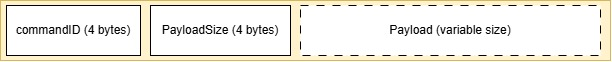 commandID (4 bytes)
PayloadSize (4 bytes)
Payload (variable size)